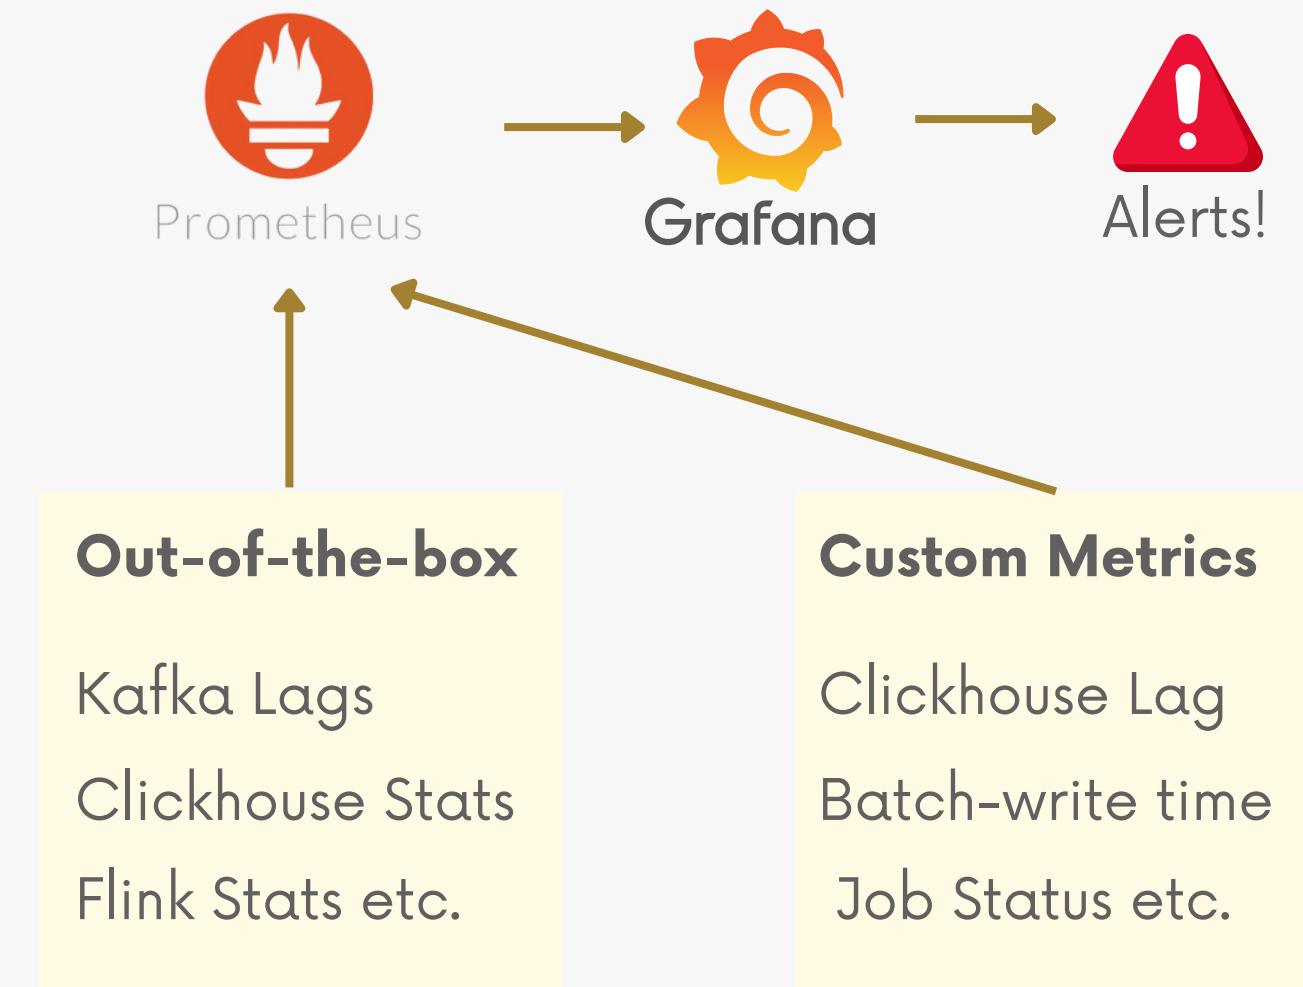 Prometheus
Grafana
Alerts!
Out-of-the-box
Kafka Lags
Clickhouse Stats
Flink Stats etc.
Custom Metrics
Clickhouse Lag
Batch-write time
Job Status etc.